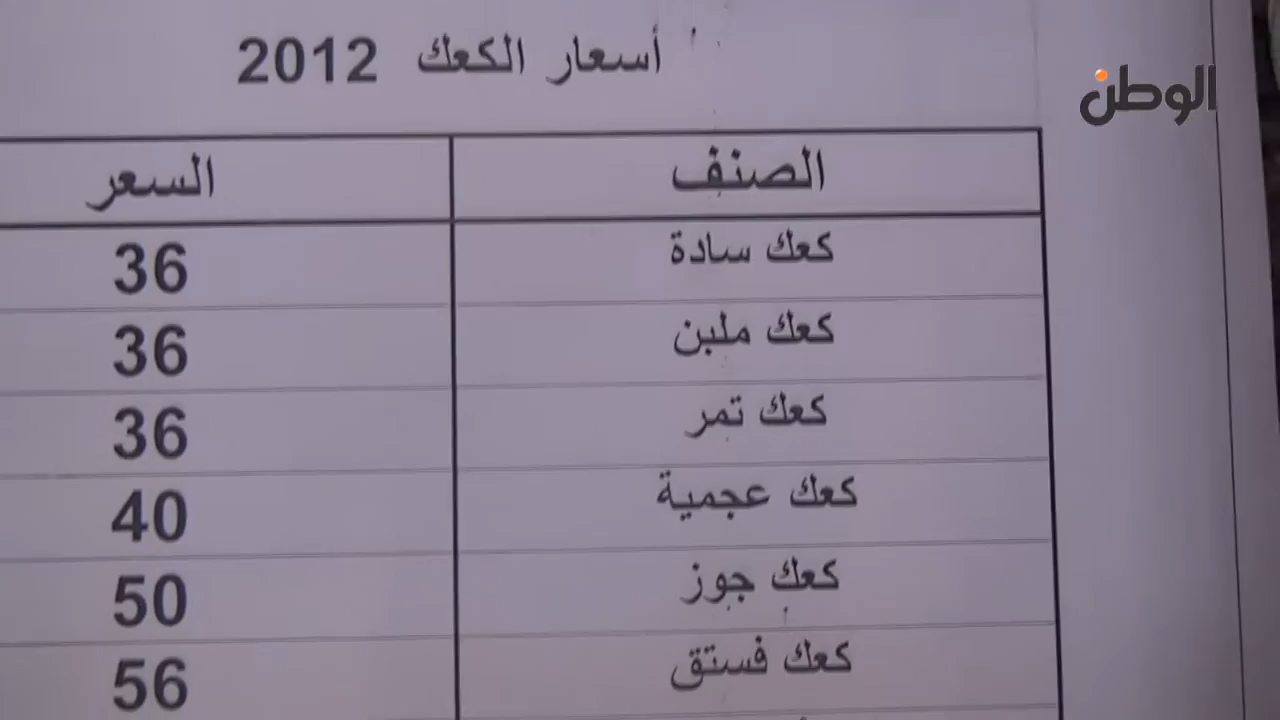 أسعار الكعك 2012
الوطن
الصنف السعر
كعك سادة 36
كعك ملبن 36
كعك تمر 36
كعك عجمية 40
كعك جوز 50
كعك فستق 56